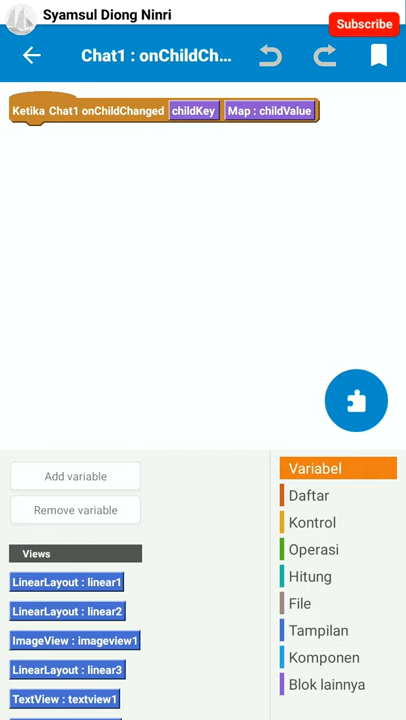 Syamsul Diong Ninri
Subscribe
Chat1 : onChildCh...
Ketika Chat1 onChildChanged childKey Map : childValue
Add variable
Remove variable
Views
LinearLayout : linear1
LinearLayout : linear2
ImageView : imageview1
LinearLayout : linear3
TextView : textview1
Variabel
Daftar
Kontrol
Operasi
Hitung
File
Tampilan
Komponen
Blok lainnya